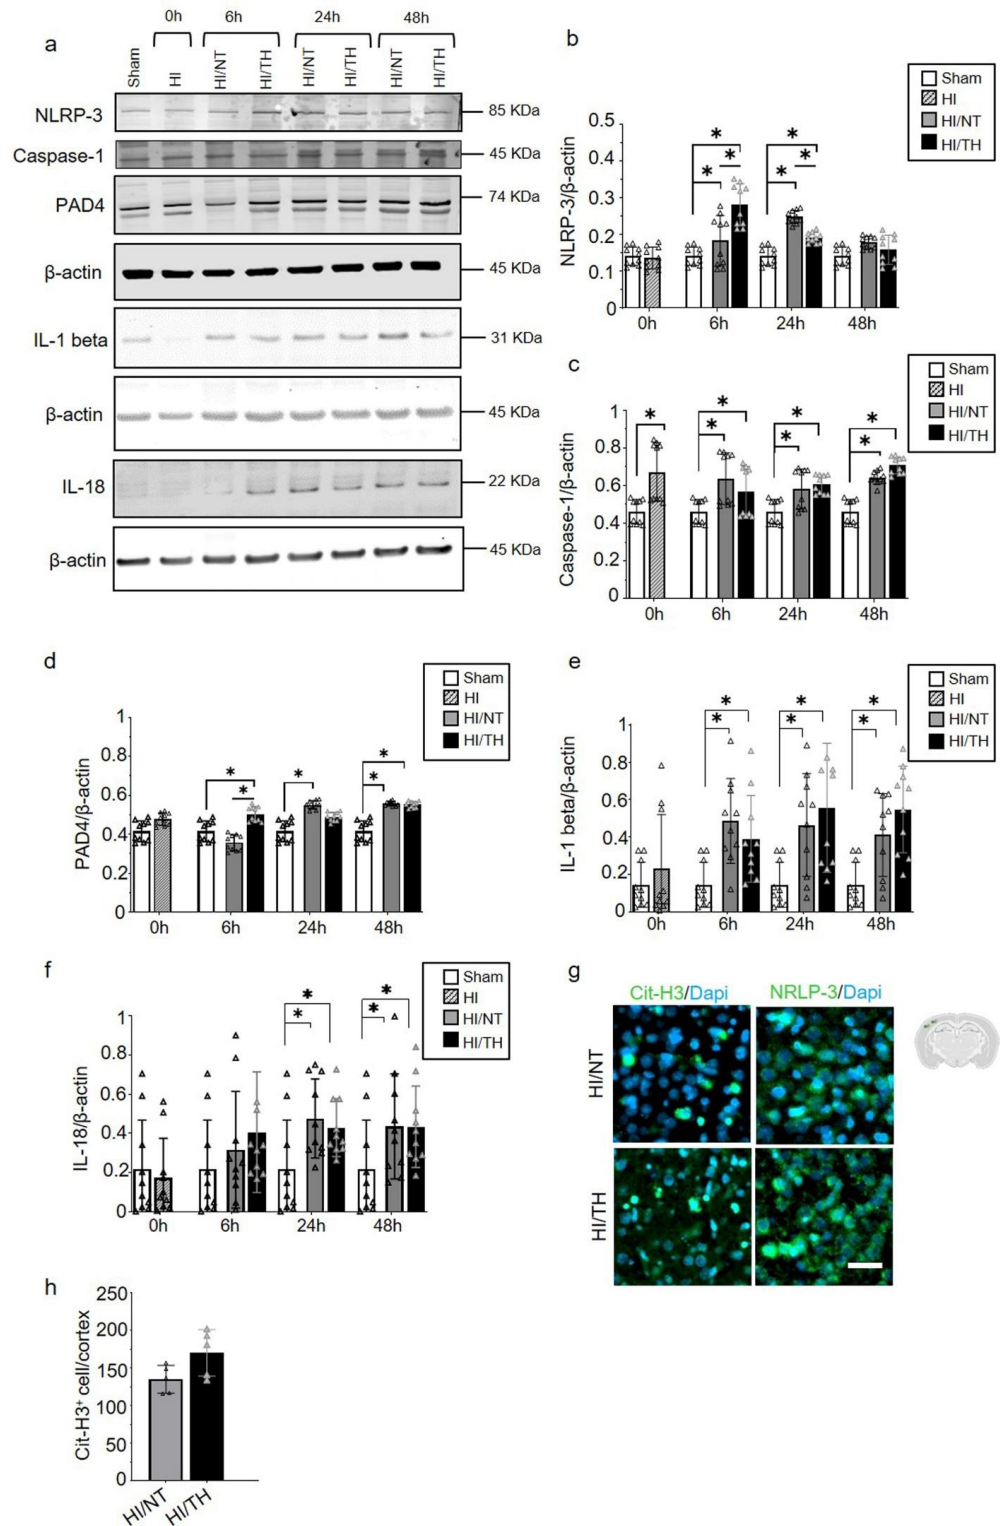 a
0h
6h
24h
48h
Sham
HI
HI/NT
HI/TH
HI/NT
HI/TH
HI/NT
HI/TH
NLRP-3
85 KDa
Caspase-1
45 KDa
PAD4
74 KDa
β-actin
45 KDa
IL-1 beta
31 KDa
β-actin
45 KDa
IL-18
22 KDa
β-actin
45 KDa
b
Sham
HI
HI/NT
HI/TH
NLRP-3/β-actin
0.5
0.4
0.3
0.2
0.1
0
* * *
* * *
0h
6h
24h
48h
c
Sham
HI
HI/NT
HI/TH
Caspase-1/β-actin
1
0.8
0.6
0.4
0.2
0
*
* *
* *
* *
0h
6h
24h
48h
d
Sham
HI
HI/NT
HI/TH
PAD4/β-actin
1
0.8
0.6
0.4
0.2
0
* *
*
* *
0h
6h
24h
48h
e
Sham
HI
HI/NT
HI/TH
IL-1 beta/β-actin
1
0.8
0.6
0.4
0.2
0
* *
* *
* *
0h
6h
24h
48h
f
Sham
HI
HI/NT
HI/TH
IL-18/β-actin
1
0.8
0.6
0.4
0.2
0
* *
* *
0h
6h
24h
48h
g
Cit-H3/Dapi
NRLP-3/Dapi
HI/NT
HI/TH
h
Cit-H3⁺ cell/cortex
250
200
150
100
50
0
HI/NT
HI/TH